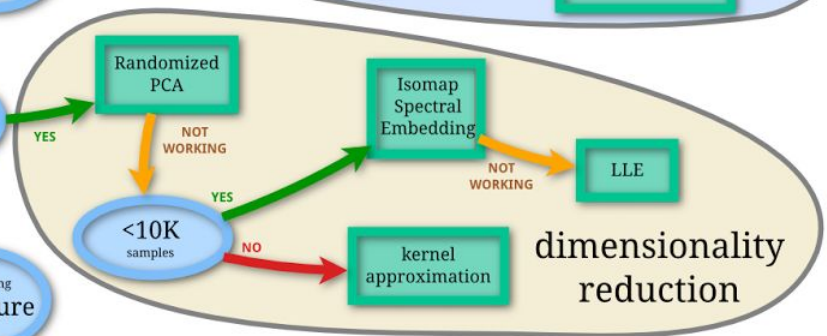 Randomized
PCA
YES
NOT
WORKING
<10K
samples
YES
NO
Isomap
Spectral
Embedding
NOT
WORKING
LLE
kernel
approximation
dimensionality
reduction
ng
ure